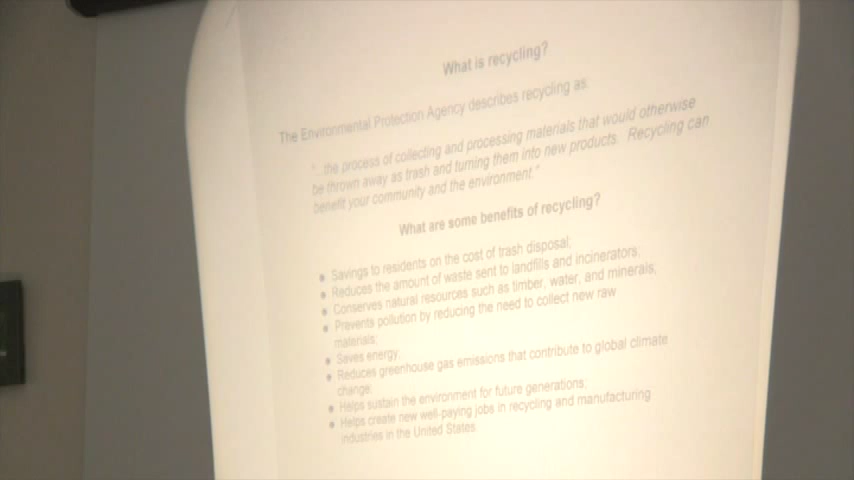 What is recycling?
The Environmental Protection Agency describes recycling as:
"...the process of collecting and processing materials that would otherwise
be thrown away as trash and turning them into new products. Recycling can
benefit your community and the environment."
What are some benefits of recycling?
● Savings to residents on the cost of trash disposal;
● Reduces the amount of waste sent to landfills and incinerators;
● Conserves natural resources such as timber, water, and minerals;
● Prevents pollution by reducing the need to collect new raw
materials;
● Saves energy;
● Reduces greenhouse gas emissions that contribute to global climate
change;
● Helps sustain the environment for future generations;
● Helps create new well-paying jobs in recycling and manufacturing
industries in the United States.